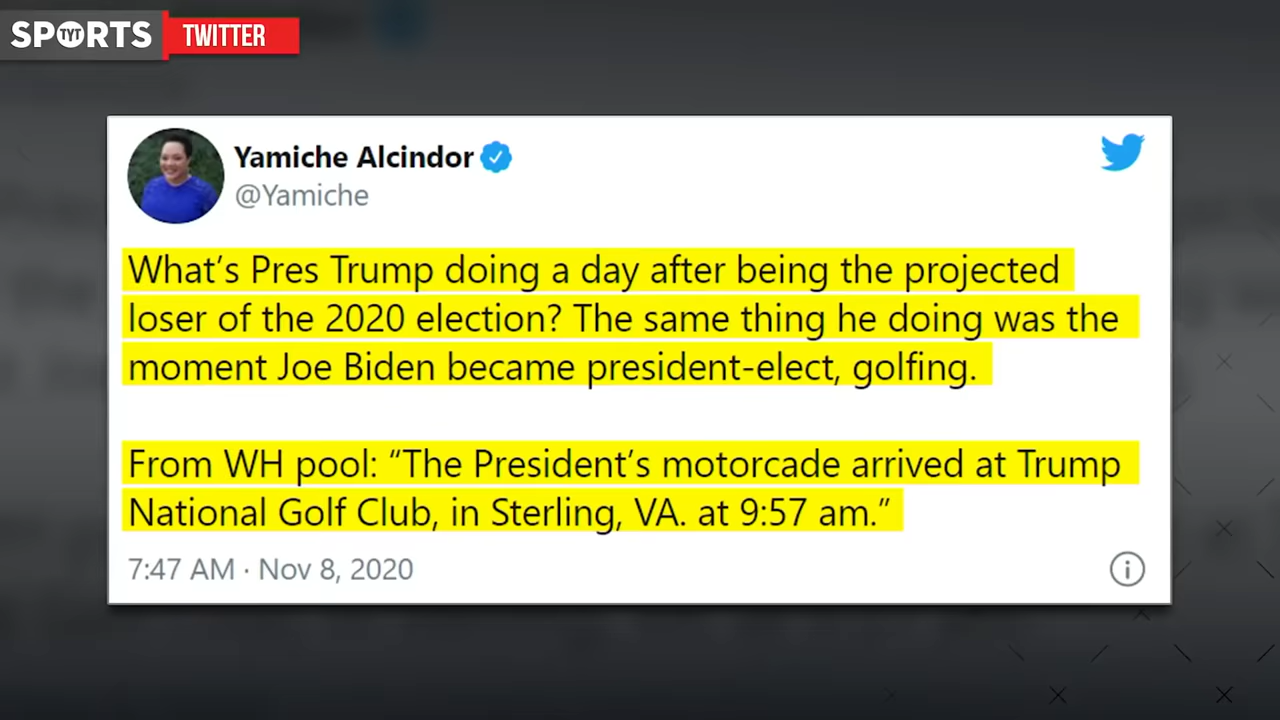 SPORTS TYT TWITTER
Yamiche Alcindor
@Yamiche
What’s Pres Trump doing a day after being the projected
loser of the 2020 election? The same thing he doing was the
moment Joe Biden became president-elect, golfing.
From WH pool: “The President’s motorcade arrived at Trump
National Golf Club, in Sterling, VA. at 9:57 am.”
7:47 AM · Nov 8, 2020